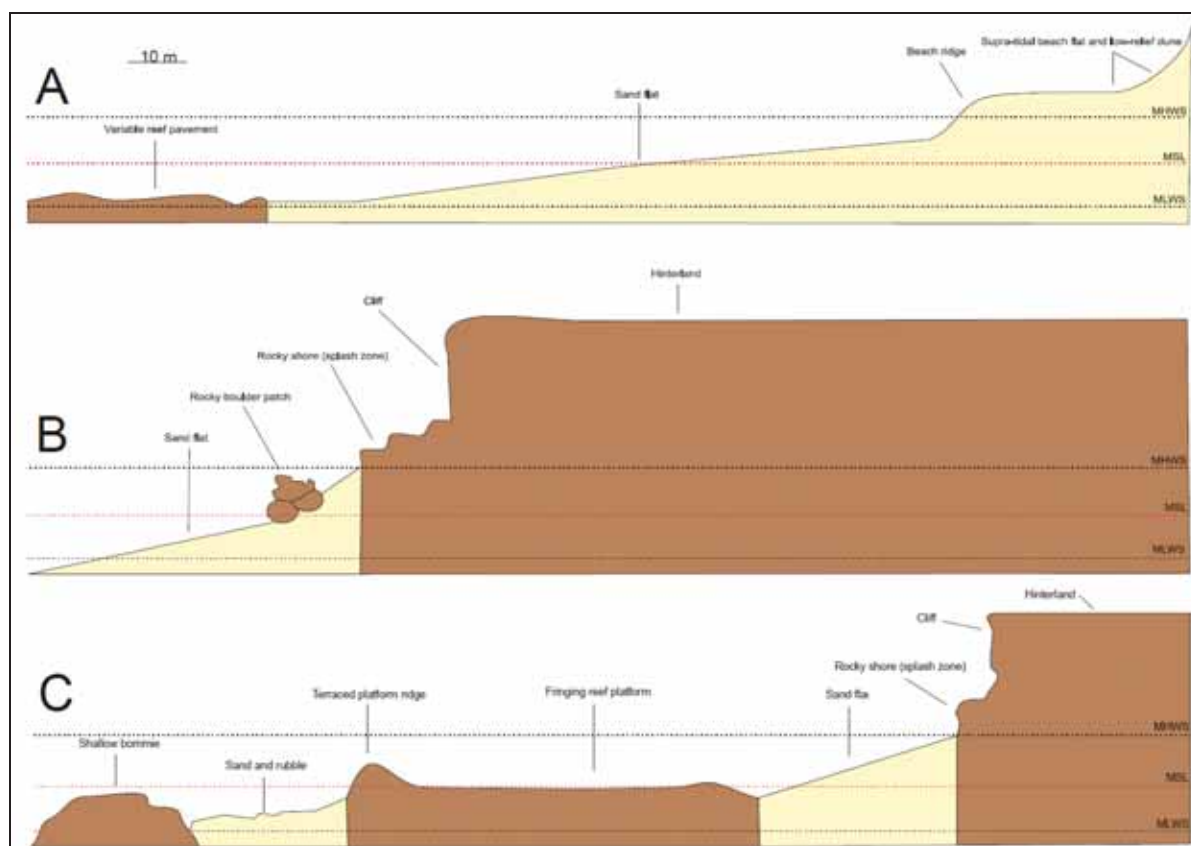 A
10 m
Supra-tidal beach flat and low-relief dune
Beach ridge
Sand flat
MHWS
Variable reef pavement
MSL
MLWS
B
Hinterland
Cliff
Rocky shore (splash zone)
Rocky boulder patch
Sand flat
MHWS
MSL
MLWS
C
Hinterland
Cliff
Rocky shore (splash zone)
Terraced platform ridge
Fringing reef platform
Sand flat
MHWS
Shallow bommie
Sand and rubble
MSL
MLWS